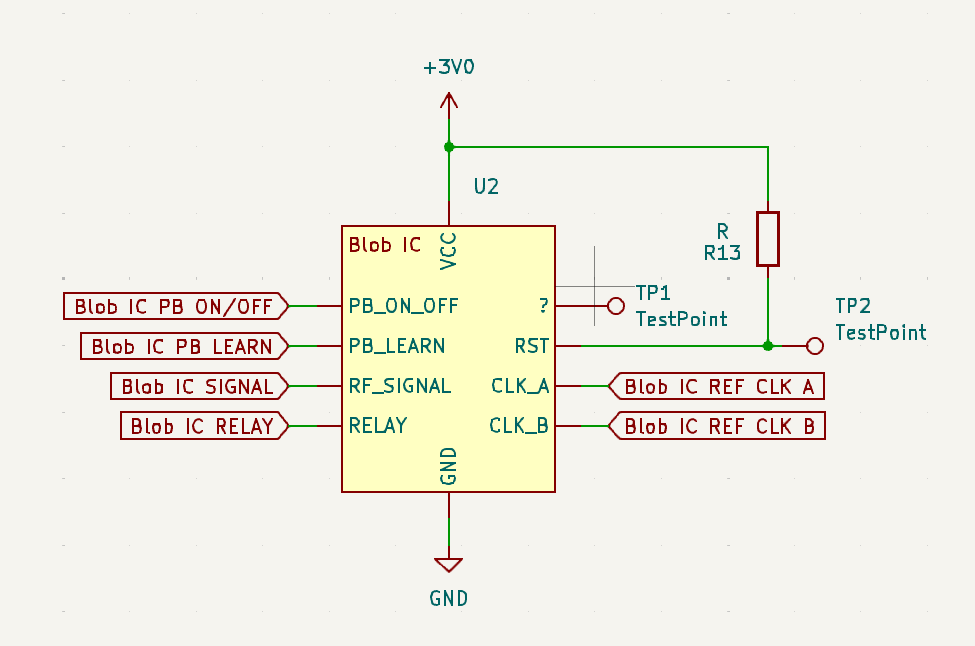 +3V0
U2
Blob IC
VCC
R
R13
Blob IC PB ON/OFF
PB_ON_OFF
?
TP1
TestPoint
TP2
TestPoint
Blob IC PB LEARN
PB_LEARN
RST
Blob IC SIGNAL
RF_SIGNAL
CLK_A
Blob IC REF CLK A
Blob IC RELAY
RELAY
CLK_B
Blob IC REF CLK B
GND
GND